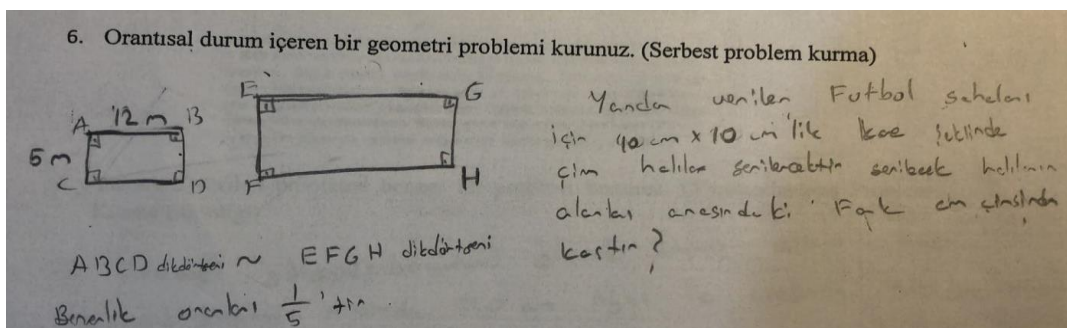 6. Orantısal durum içeren bir geometri problemi kurunuz. (Serbest problem kurma)
E G
A 12 m B
5 m
C D
F H
Yanda verilen Futbol sahaları
için 40 cm x 10 cm'lik kare şeklinde
çim halılar serilecektir serilecek halının
alanları arasındaki Fark cm cinsinden
kaçtır?
ABCD dikdörtgeni ~ EFGH dikdörtgeni
Benzerlik oranları 1/5 'tir.